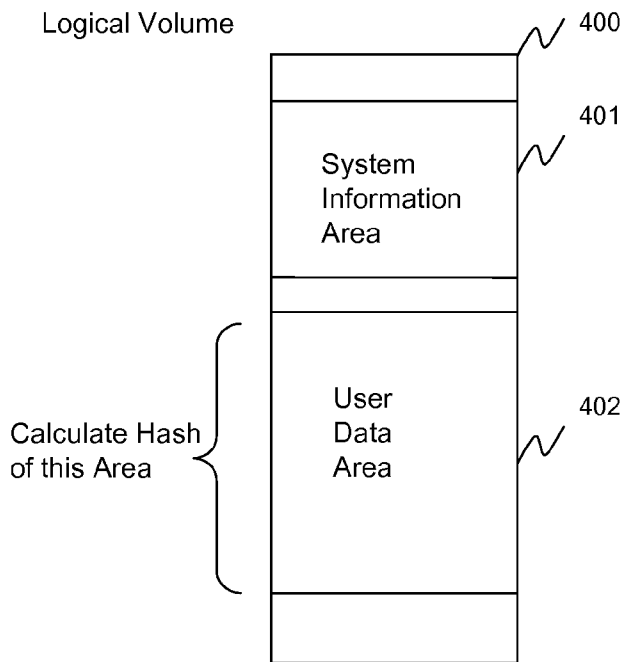 Logical Volume
400
401
System
Information
Area
User
Data
Area
402
Calculate Hash
of this Area